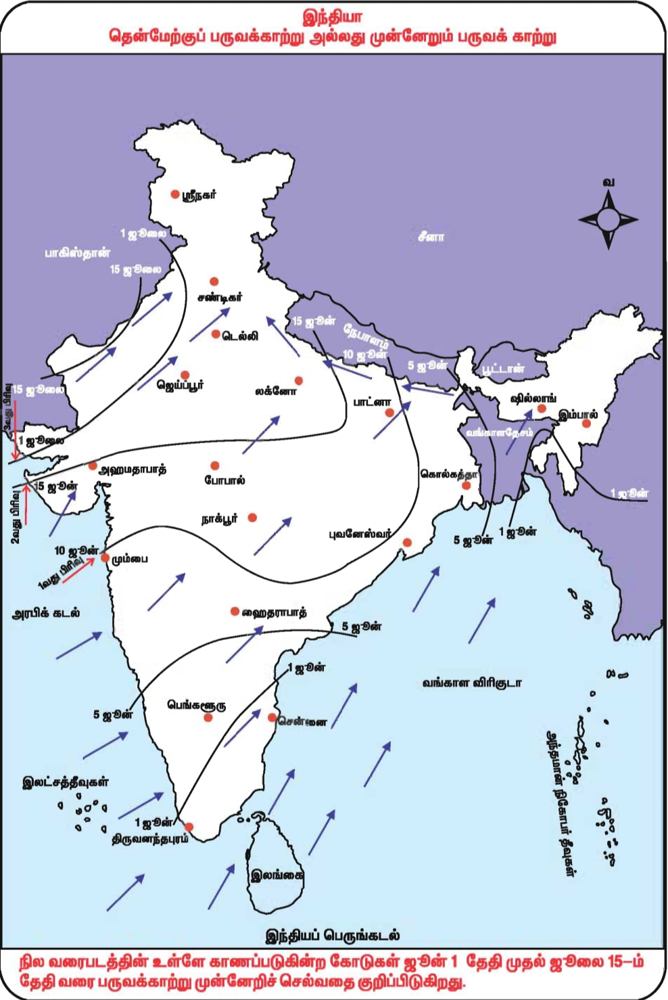 இந்தியா
தென்மேற்குப் பருவக்காற்று அல்லது முன்னேறும் பருவக் காற்று
வ
ஸ்ரீநகர்
1 ஜூலை
சீனா
பாகிஸ்தான்
15 ஜூலை
சண்டிகர்
15 ஜூன்
நேபாளம்
டெல்லி
10 ஜூன்
5 ஜூன்
பூட்டான்
ஜெய்ப்பூர்
15 ஜூலை
லக்னோ
பாட்னா
ஷில்லாங்
3வது பிரிவு
இம்பால்
வங்காளதேசம்
1 ஜூலை
அஹமதாபாத்
போபால்
கொல்கத்தா
15 ஜூன்
1 ஜூன்
2வது பிரிவு
நாக்பூர்
புவனேஸ்வர்
5 ஜூன்
1 ஜூன்
10 ஜூன்
மும்பை
1வது பிரிவு
அரபிக் கடல்
ஹைதராபாத்
5 ஜூன்
1 ஜூன்
வங்காள விரிகுடா
5 ஜூன்
பெங்களூரு
சென்னை
இலட்சத்தீவுகள்
அந்தமான் நிகோபர் தீவுகள்
1 ஜூன்
திருவனந்தபுரம்
இலங்கை
இந்தியப் பெருங்கடல்
நில வரைபடத்தின் உள்ளே காணப்படுகின்ற கோடுகள் ஜூன் 1 தேதி முதல் ஜூலை 15–ம்
தேதி வரை பருவக்காற்று முன்னேறிச் செல்வதை குறிப்பிடுகிறது.